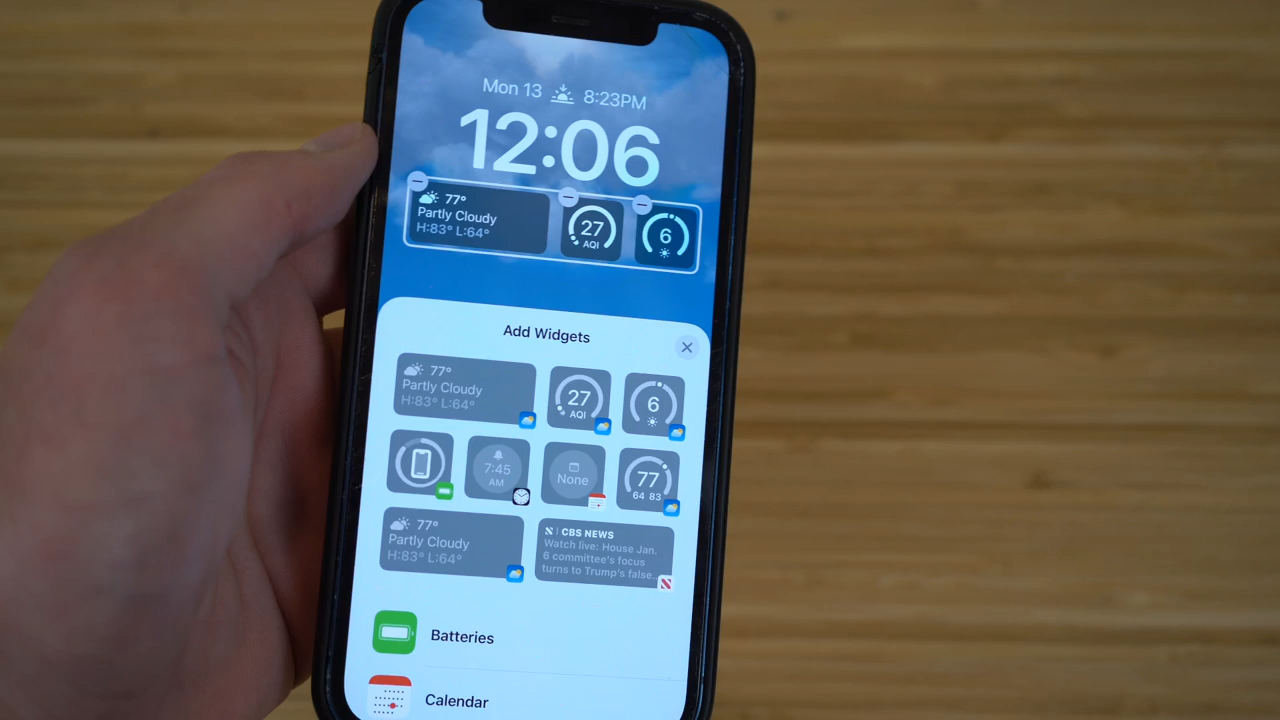 Mon 13 8:23PM
12:06
77°
Partly Cloudy
H:83° L:64°
27
AQI
6
Add Widgets
77°
Partly Cloudy
H:83° L:64°
27
AQI
6
7:45
AM
None
77
64 83
77°
Partly Cloudy
H:83° L:64°
CBS NEWS
Watch live: House Jan.
6 committee's focus
turns to Trump's false...
Batteries
Calendar